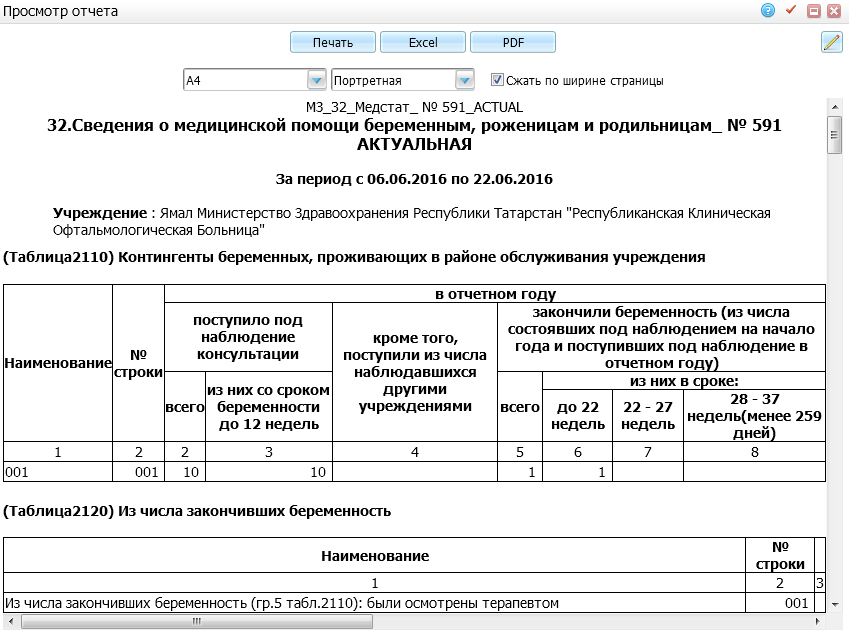 Просмотр отчета
Печать
Excel
PDF
A4
Портретная
Сжать по ширине страницы
МЗ_32_Медстат_ № 591_ACTUAL
32.Сведения о медицинской помощи беременным, роженицам и родильницам_ № 591
АКТУАЛЬНАЯ
За период с 06.06.2016 по 22.06.2016
Учреждение : Ямал Министерство Здравоохранения Республики Татарстан "Республиканская Клиническая
Офтальмологическая Больница"
(Таблица2110) Контингенты беременных, проживающих в районе обслуживания учреждения
Наименование
№
строки
в отчетном году
поступило под
наблюдение
консультации
кроме того,
поступили из числа
наблюдавшихся
другими
учреждениями
закончили беременность (из числа
состоявших под наблюдением на начало
года и поступивших под наблюдение в
отчетном году)
всего
из них со сроком
беременности
до 12 недель
всего
из них в сроке:
до 22
недель
22 - 27
недель
28 - 37
недель(менее 259
дней)
1 2 2 3 4 5 6 7 8
001 001 10 10 1 1
(Таблица2120) Из числа закончивших беременность
Наименование
№
строки
1 2 3
Из числа закончивших беременность (гр.5 табл.2110): были осмотрены терапевтом 001